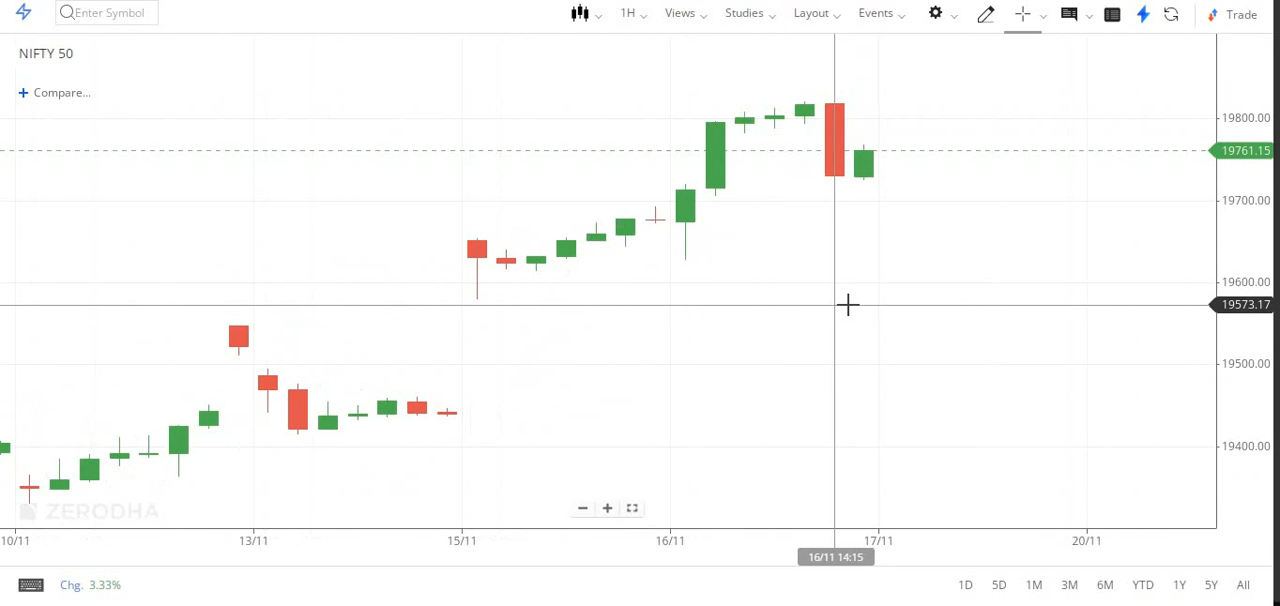 Enter Symbol 1H Views Studies Layout Events Trade
NIFTY 50
Compare...
19800.00
19761.15
19700.00
19600.00
19573.17
19500.00
19400.00
ZERODHA
10/11 13/11 15/11 16/11 17/11 20/11
16/11 14:15
Chg. 3.33% 1D 5D 1M 3M 6M YTD 1Y 5Y All